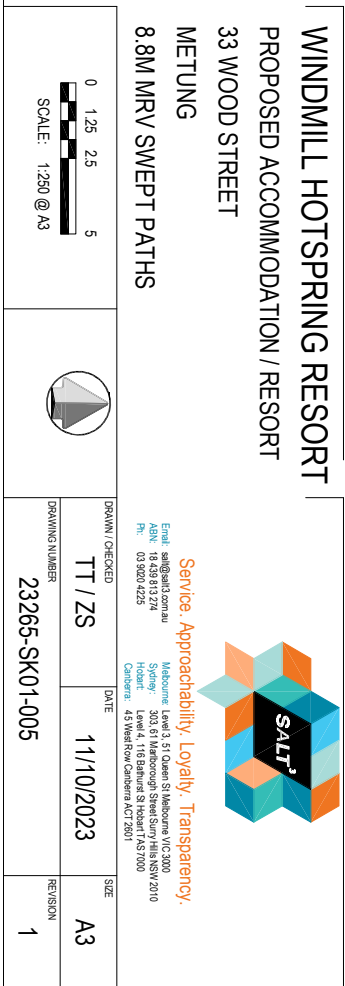 WINDMILL HOTSPRING RESORT
PROPOSED ACCOMMODATION / RESORT
33 WOOD STREET
METUNG
8.8M MRV SWEPT PATHS
0 1.25 2.5 5
SCALE: 1:250 @ A3
SALT³
Service. Approachability. Loyalty. Transparency.
Email: salt@salt3.com.au Melbourne: Level 3, 51 Queen St Melbourne VIC 3000
ABN: 18 439 813 274 Sydney: 303, 61 Marlborough Street Surry Hills NSW 2010
Ph: 03 9020 4225 Hobart: Level 4, 116 Bathurst St Hobart TAS 7000
Canberra: 45 West Row Canberra ACT 2601
DRAWN / CHECKED DATE SIZE
TT / ZS 11/10/2023 A3
DRAWING NUMBER REVISION
23265-SK01-005 1